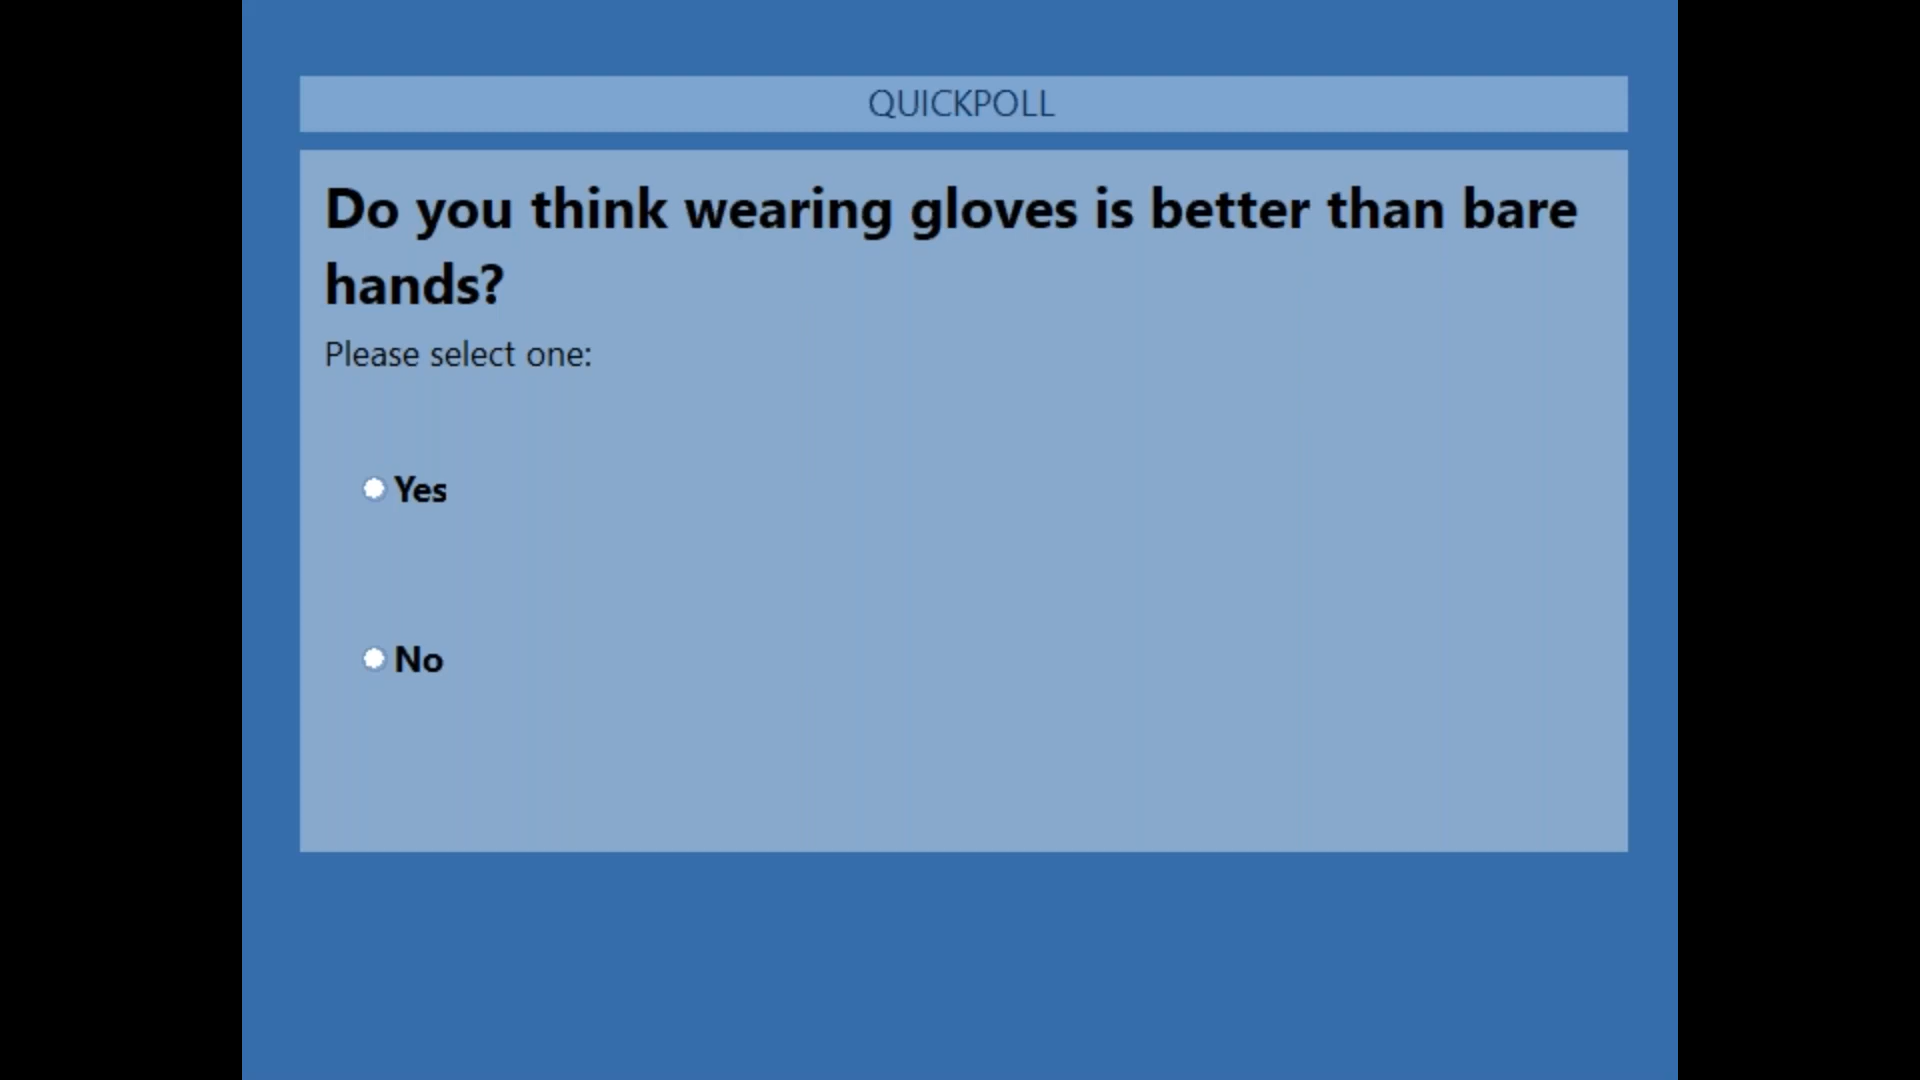 QUICKPOLL
Do you think wearing gloves is better than bare
hands?
Please select one:
Yes
No